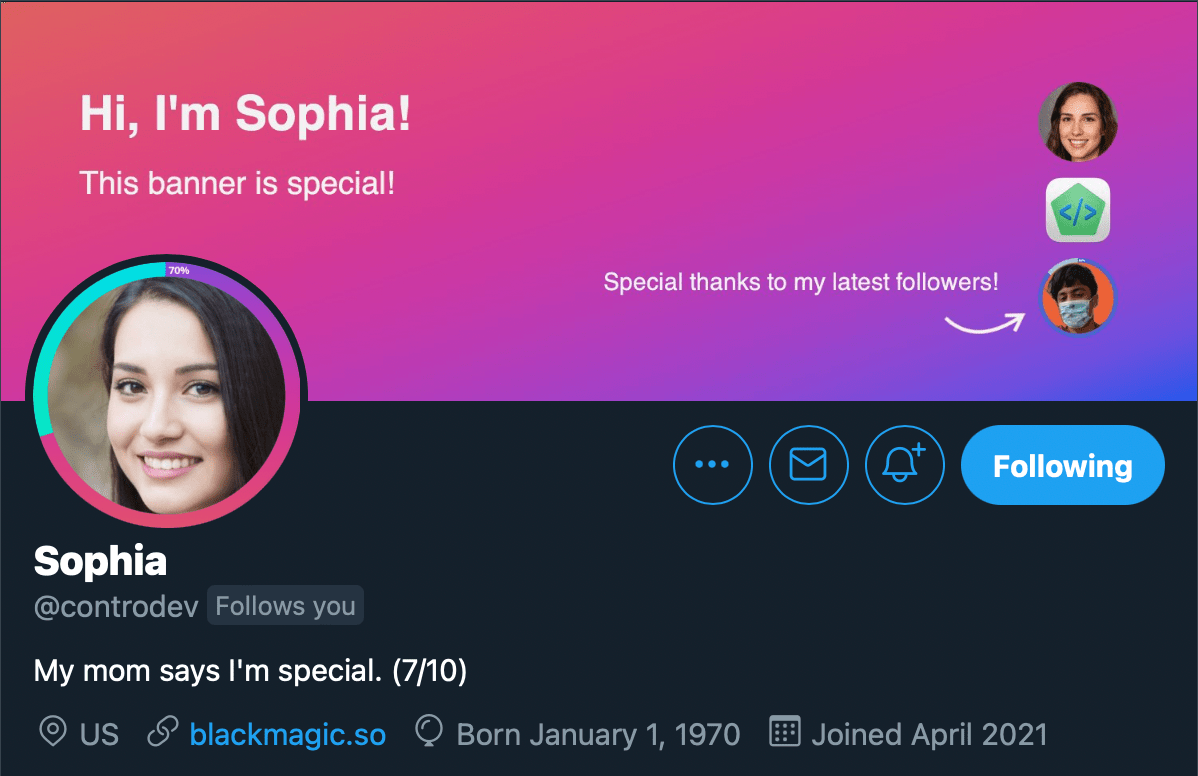 Hi, I'm Sophia!
This banner is special!
</>
Special thanks to my latest followers!
70%
Following
Sophia
@controdev Follows you
My mom says I'm special. (7/10)
US blackmagic.so Born January 1, 1970 Joined April 2021